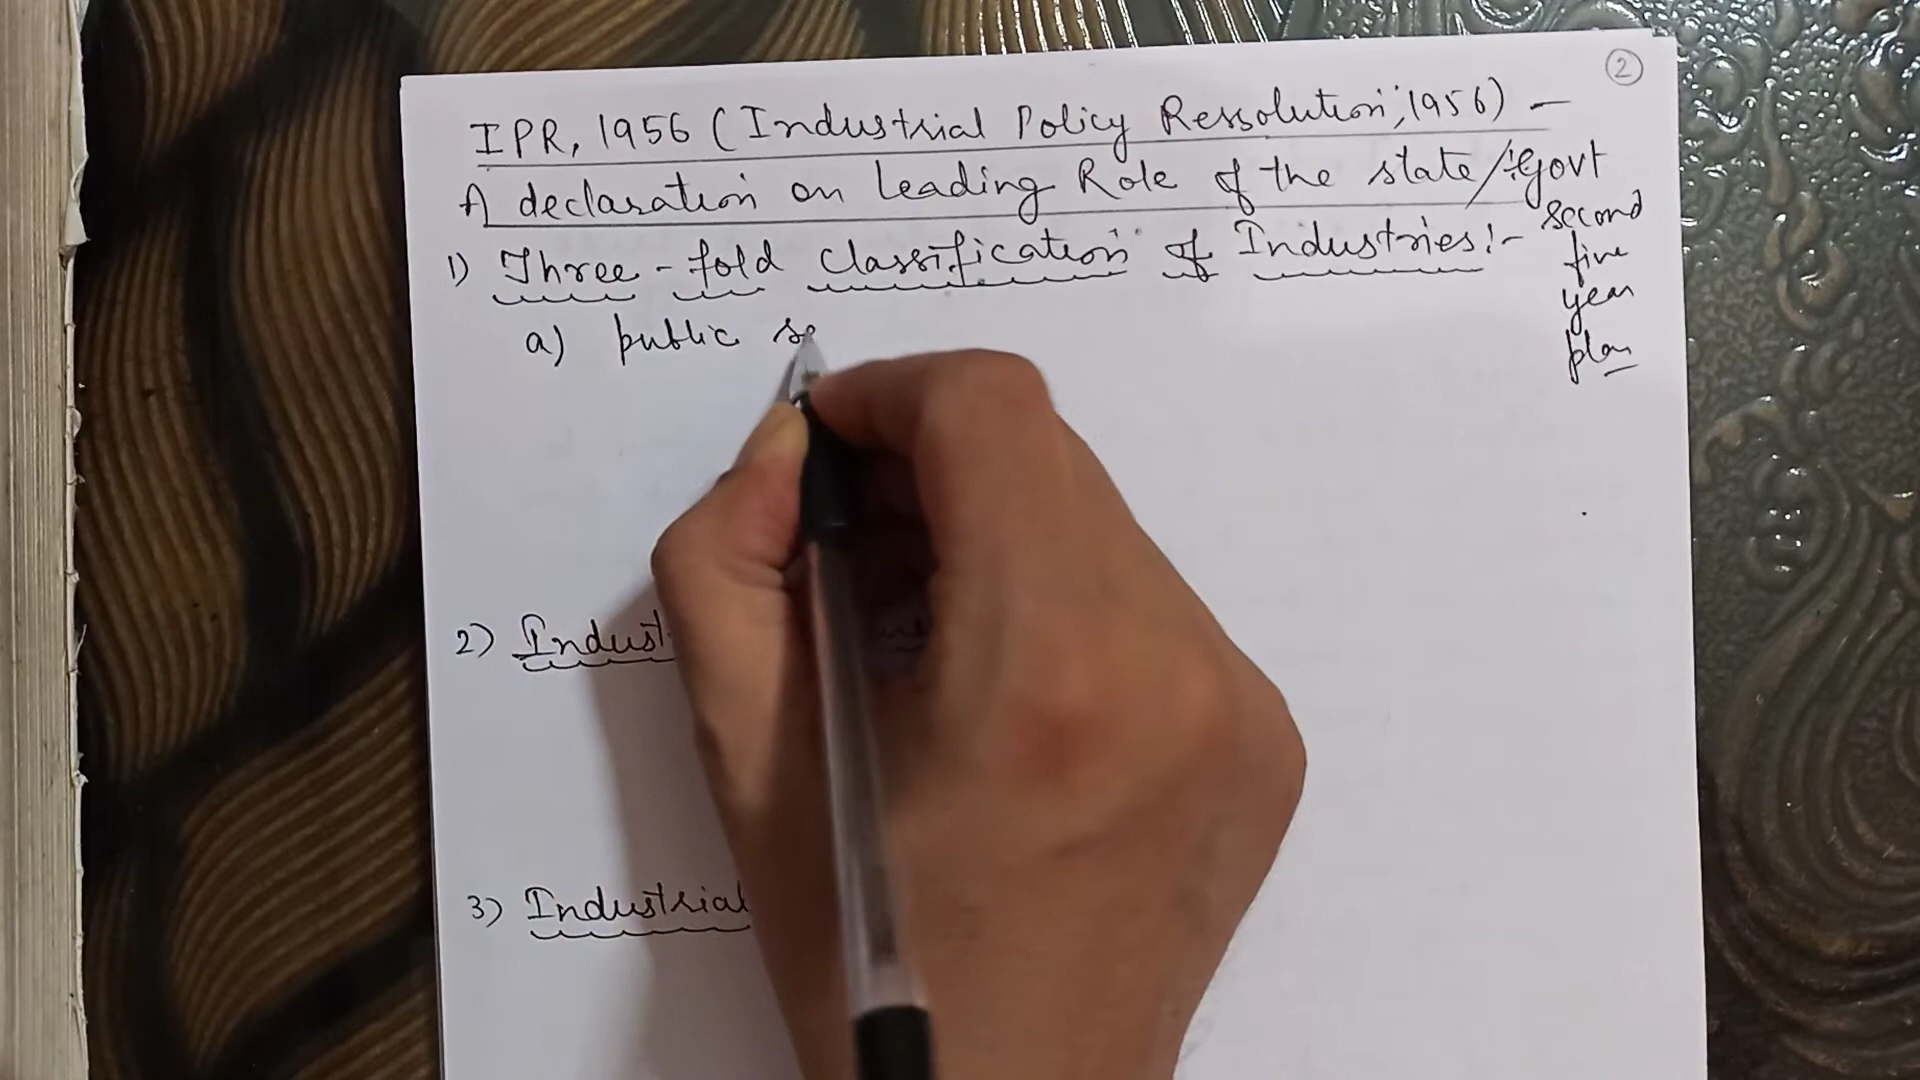 2
IPR, 1956 (Industrial Policy Ressolution, 1956) -
A declaration on Leading Role of the state/Govt
1) Three-fold classification of Industries:-
second
five
year
plan
a) public se
2) Indust
3) Industrial